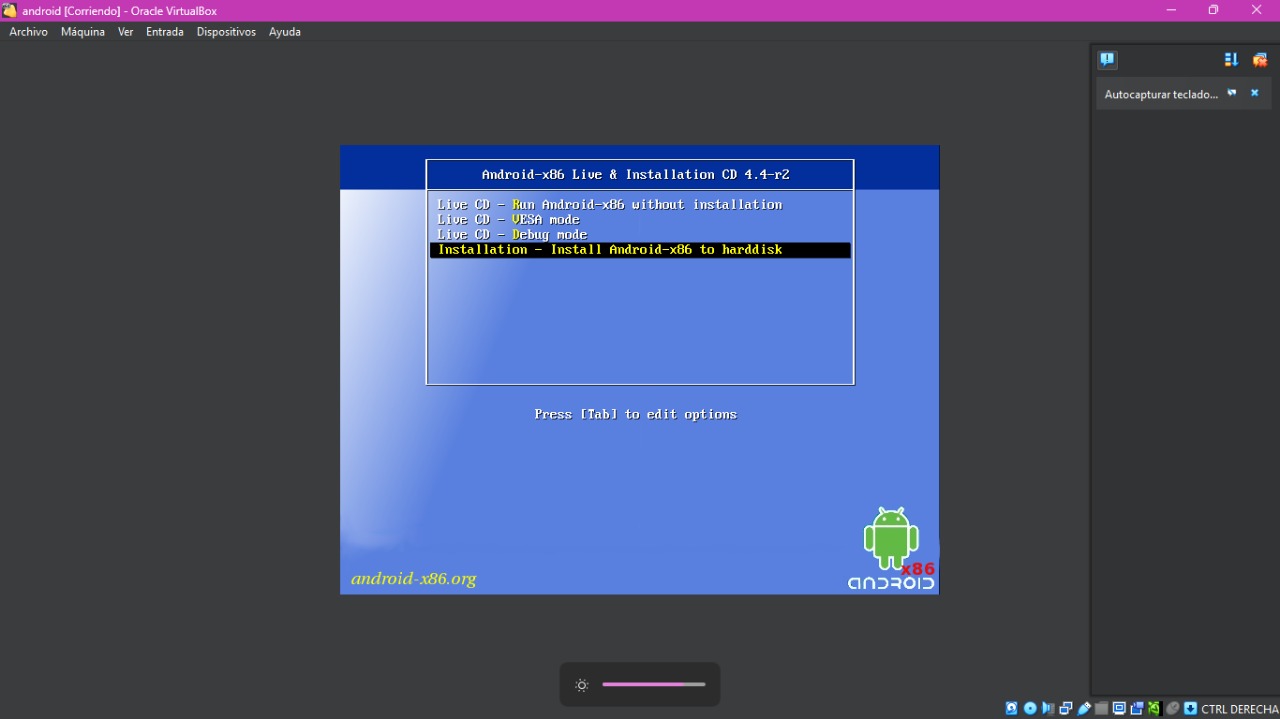 android [Corriendo] - Oracle VirtualBox
Archivo Máquina Ver Entrada Dispositivos Ayuda
Autocapturar teclado...
Android-x86 Live & Installation CD 4.4-r2
Live CD - Run Android-x86 without installation
Live CD - VESA mode
Live CD - Debug mode
Installation - Install Android-x86 to harddisk
Press [Tab] to edit options
android-x86.org
x86
ANDROID
CTRL DERECHA